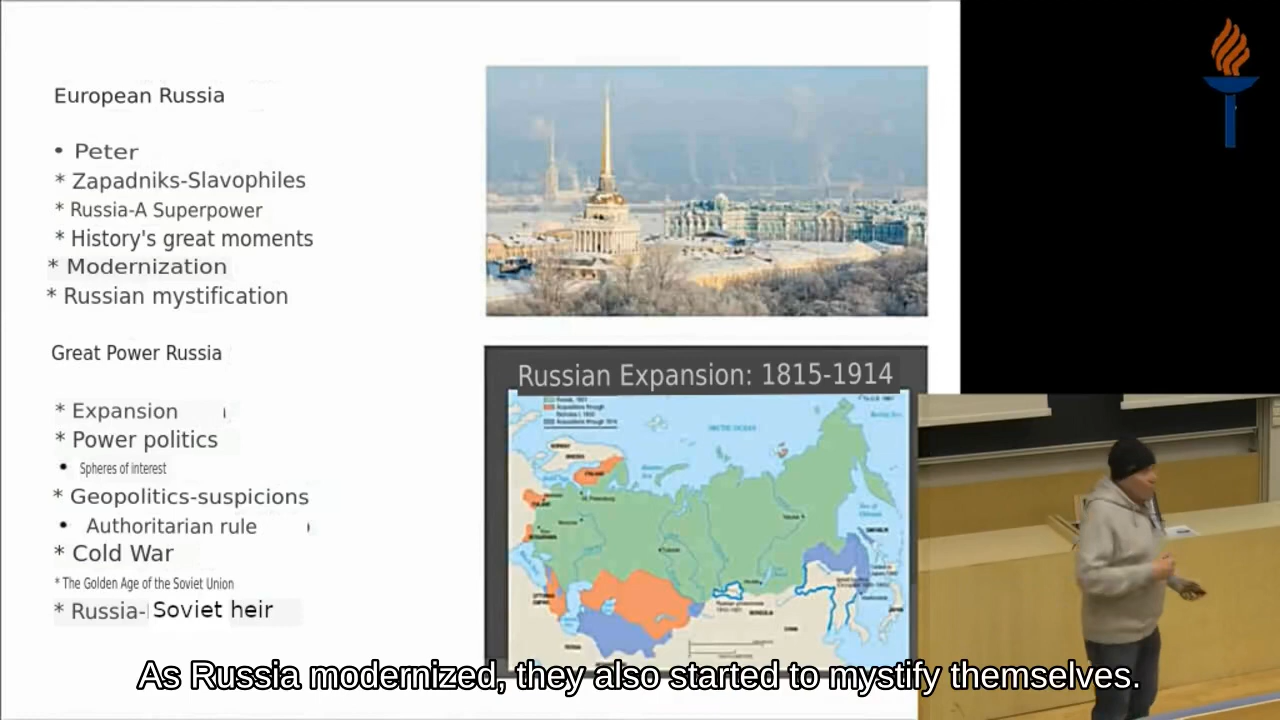 European Russia
• Peter
* Zapadniks-Slavophiles
* Russia-A Superpower
* History's great moments
* Modernization
* Russian mystification
Great Power Russia
* Expansion
* Power politics
• Spheres of interest
* Geopolitics-suspicions
• Authoritarian rule
* Cold War
* The Golden Age of the Soviet Union
* Russia- Soviet heir
Russian Expansion: 1815-1914
ARCTIC OCEAN
As Russia modernized, they also started to mystify themselves.